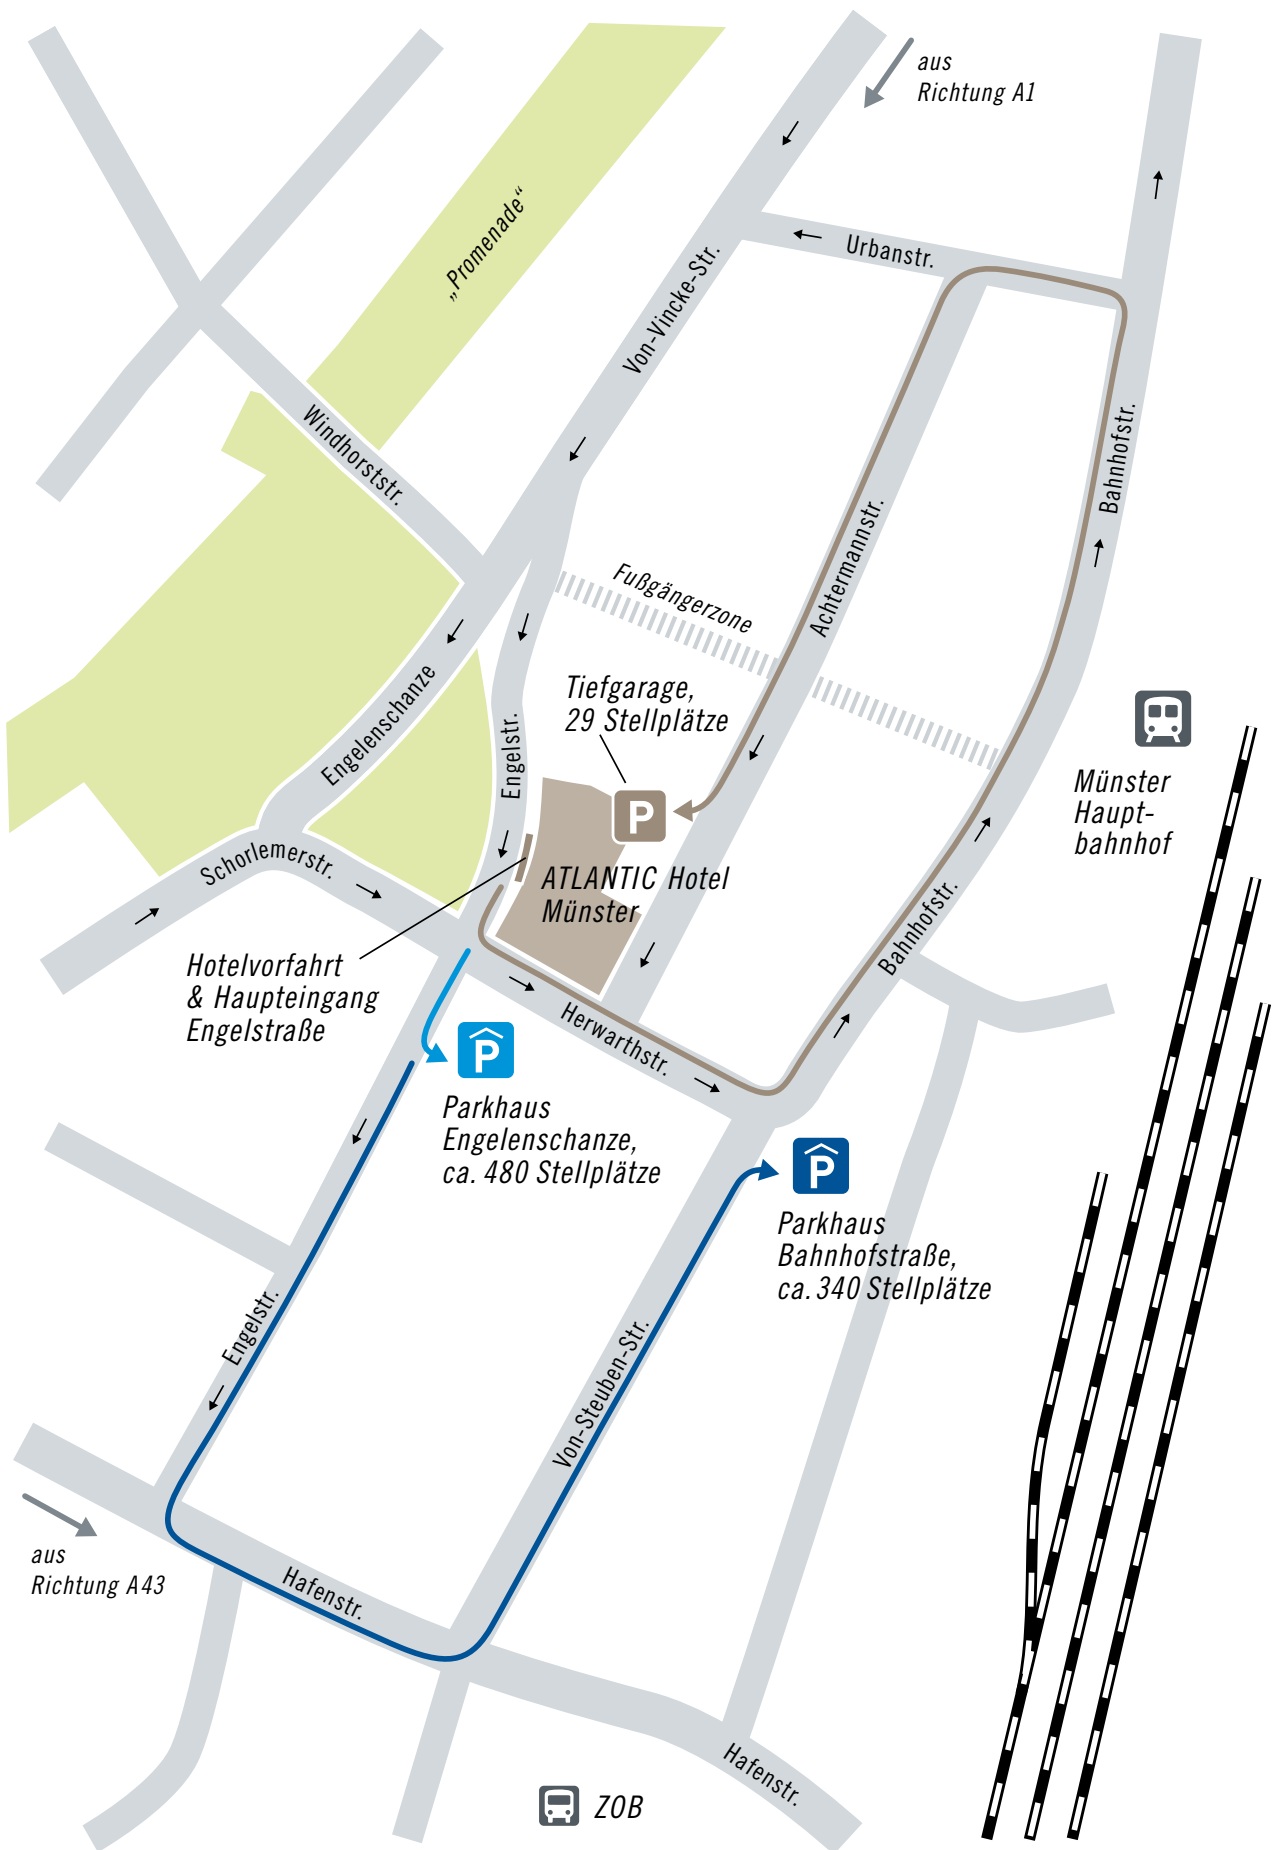 aus
Richtung A1
„Promenade“
Urbanstr.
Von-Vincke-Str.
Windhorststr.
Bahnhofstr.
Achtermannstr.
Fußgängerzone
Tiefgarage,
29 Stellplätze
Engelenschanze
Engelstr.
P
Münster
Haupt-
bahnhof
Schorlemerstr.
ATLANTIC Hotel
Münster
Bahnhofstr.
Hotelvorfahrt
& Haupteingang
Engelstraße
Herwarthstr.
P
Parkhaus
Engelenschanze,
ca. 480 Stellplätze
P
Parkhaus
Bahnhofstraße,
ca. 340 Stellplätze
Engelstr.
Von-Steuben-Str.
aus
Richtung A43
Hafenstr.
Hafenstr.
ZOB